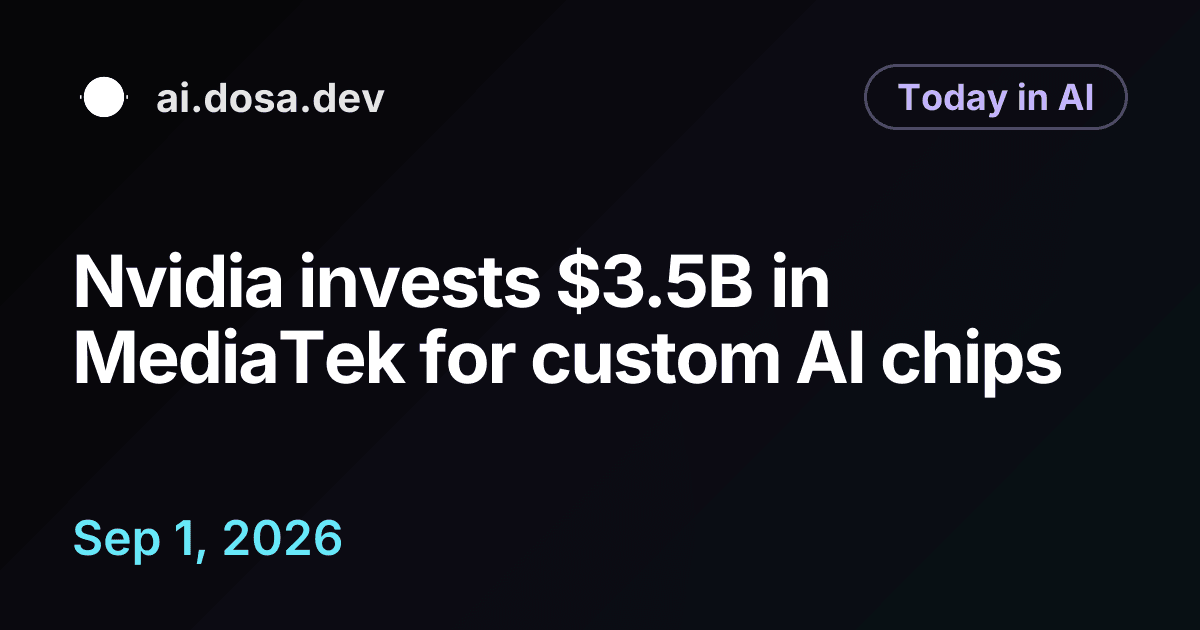 ai.dosa.dev
Today in AI
Nvidia invests $3.5B in
MediaTek for custom AI chips
Sep 1, 2026